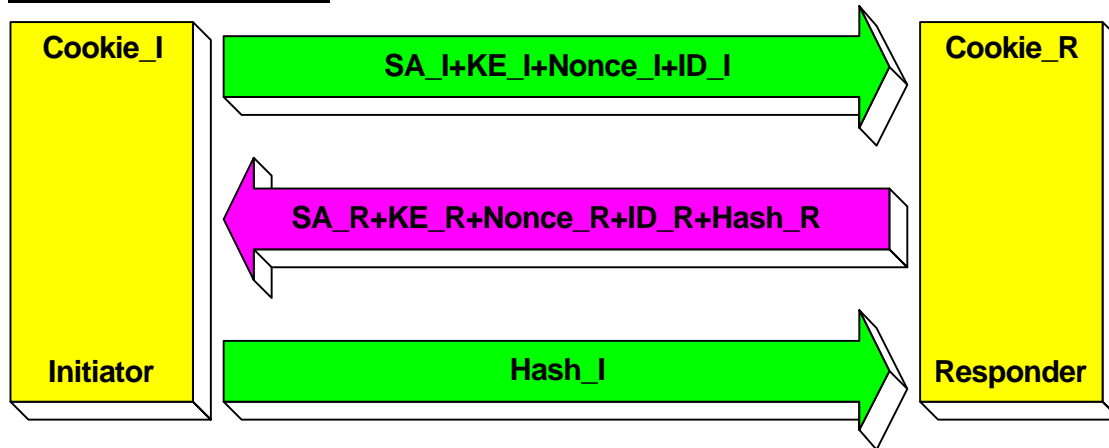 Cookie_I
SA_I+KE_I+Nonce_I+ID_I
Cookie_R
SA_R+KE_R+Nonce_R+ID_R+Hash_R
Initiator
Hash_I
Responder